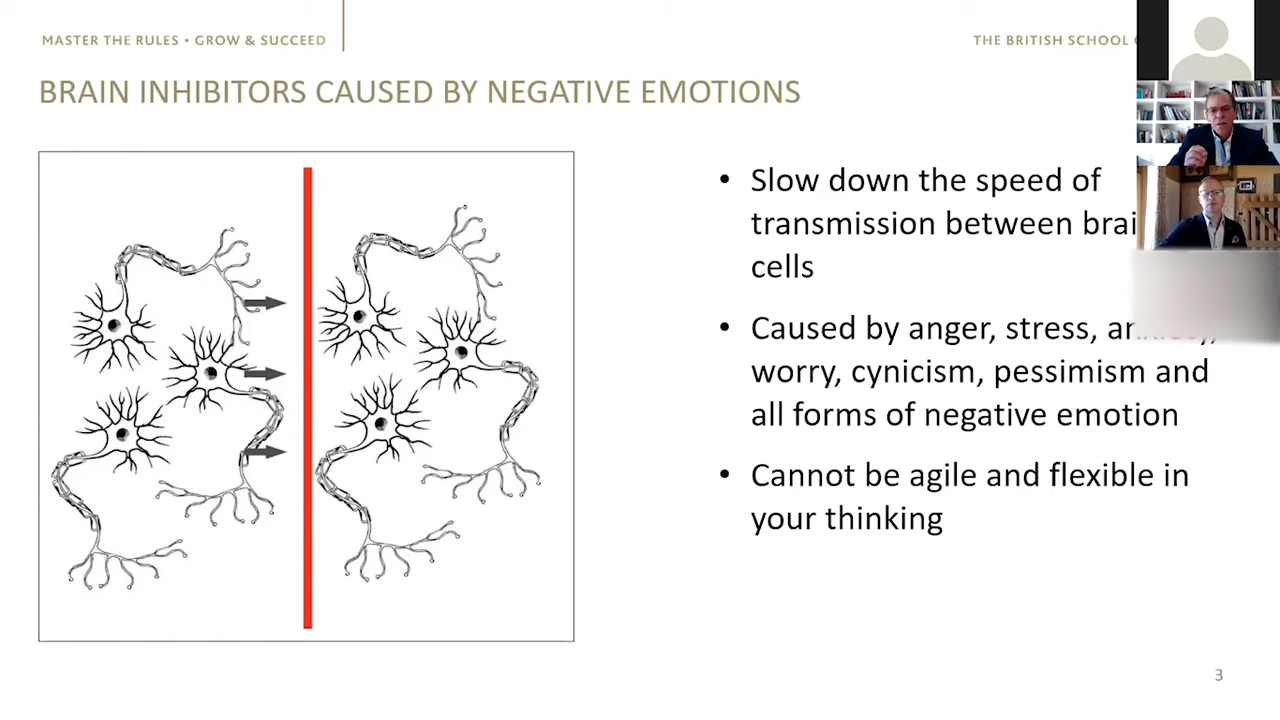 MASTER THE RULES • GROW & SUCCEED
THE BRITISH SCHOOL
BRAIN INHIBITORS CAUSED BY NEGATIVE EMOTIONS
• Slow down the speed of
transmission between brai
cells
• Caused by anger, stress, anxiety,
worry, cynicism, pessimism and
all forms of negative emotion
• Cannot be agile and flexible in
your thinking
3